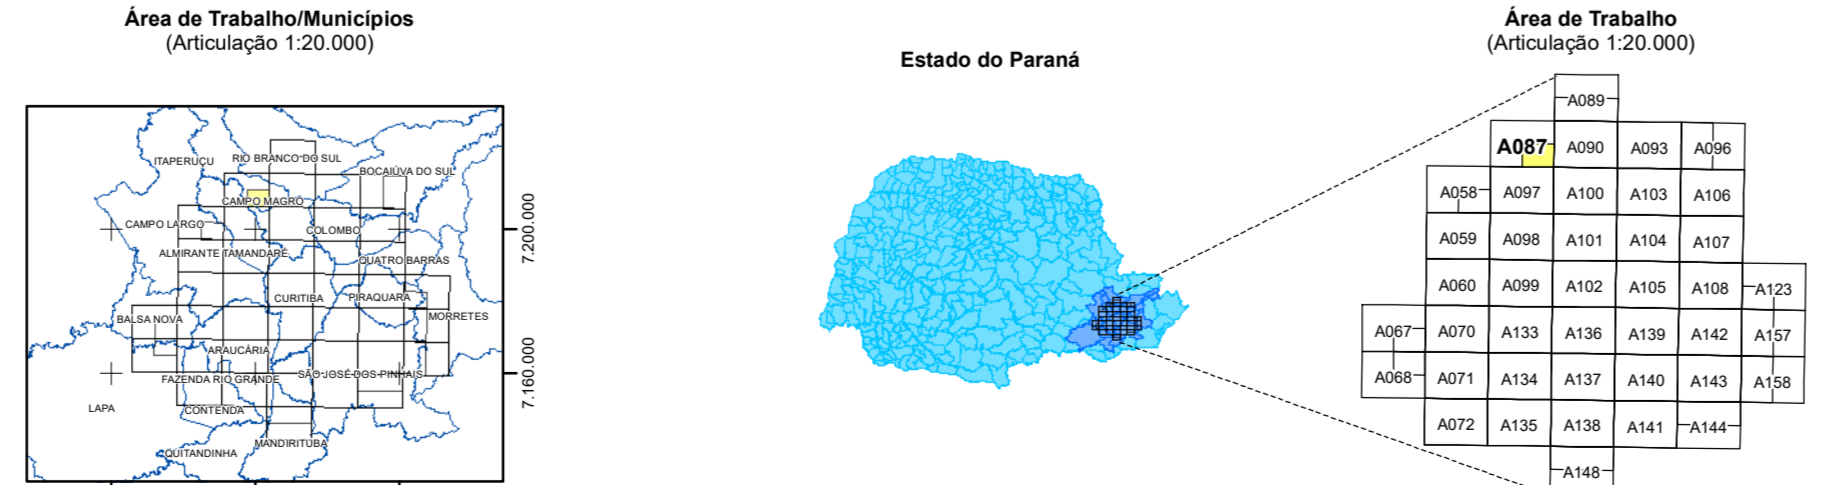 Área de Trabalho/Municípios
(Articulação 1:20.000)
ITAPERUÇU
RIO BRANCO DO SUL
BOCAIÚVA DO SUL
CAMPO MAGRO
CAMPO LARGO
COLOMBO
ALMIRANTE TAMANDARÉ
QUATRO BARRAS
CURITIBA
PIRAQUARA
BALSA NOVA
MORRETES
ARAUCÁRIA
FAZENDA RIO GRANDE
SÃO JOSÉ DOS PINHAIS
LAPA
CONTENDA
MANDIRITUBA
QUITANDINHA
7.200.000
7.160.000
Estado do Paraná
Área de Trabalho
(Articulação 1:20.000)
A089
A087 A090 A093 A096
A058 A097 A100 A103 A106
A059 A098 A101 A104 A107
A060 A099 A102 A105 A108 A123
A067 A070 A133 A136 A139 A142 A157
A068 A071 A134 A137 A140 A143 A158
A072 A135 A138 A141 A144
A148